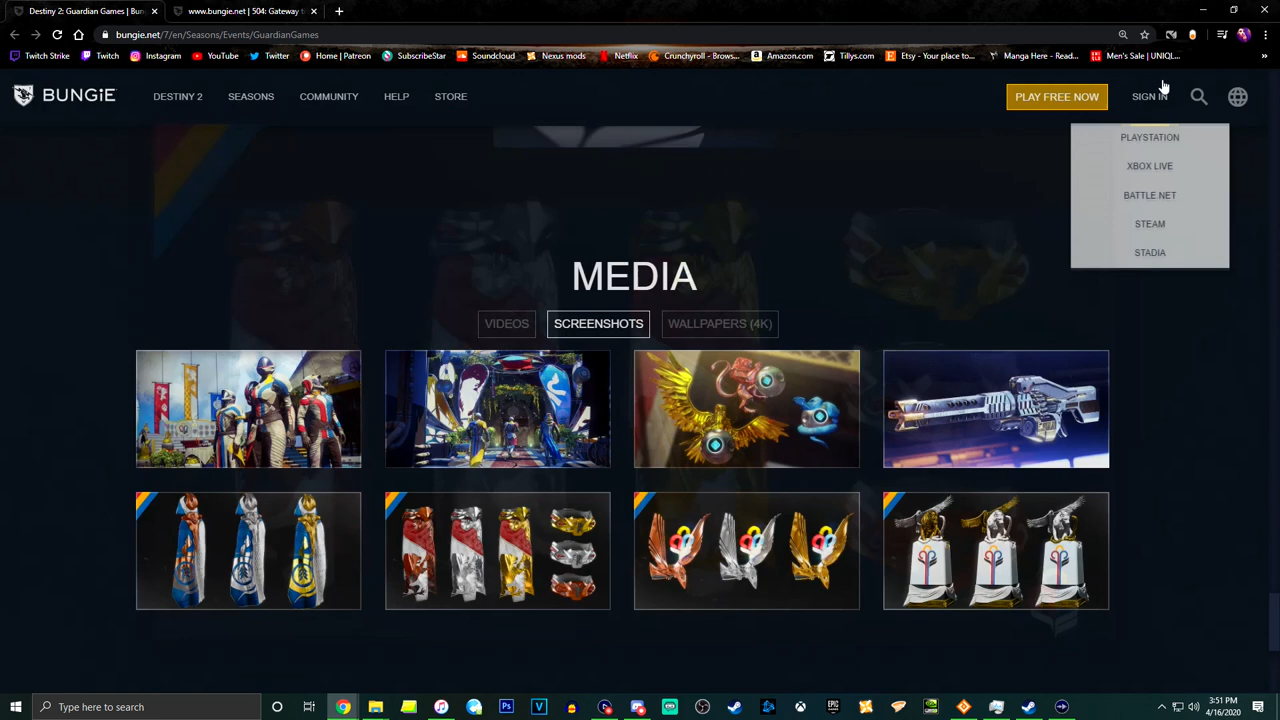 Destiny 2: Guardian Games | Bun
www.bungie.net | 504: Gateway t
bungie.net/7/en/Seasons/Events/GuardianGames
Twitch Strike
Twitch
Instagram
YouTube
Twitter
Home | Patreon
SubscribeStar
Soundcloud
Nexus mods
Netflix
Crunchyroll - Brows...
Amazon.com
Tillys.com
Etsy - Your place to...
Manga Here - Read...
Men's Sale | UNIQL...
BUNGiE
DESTINY 2
SEASONS
COMMUNITY
HELP
STORE
PLAY FREE NOW
SIGN IN
PLAYSTATION
XBOX LIVE
BATTLE.NET
STEAM
STADIA
MEDIA
VIDEOS
SCREENSHOTS
WALLPAPERS (4K)
Type here to search
3:51 PM
4/16/2020